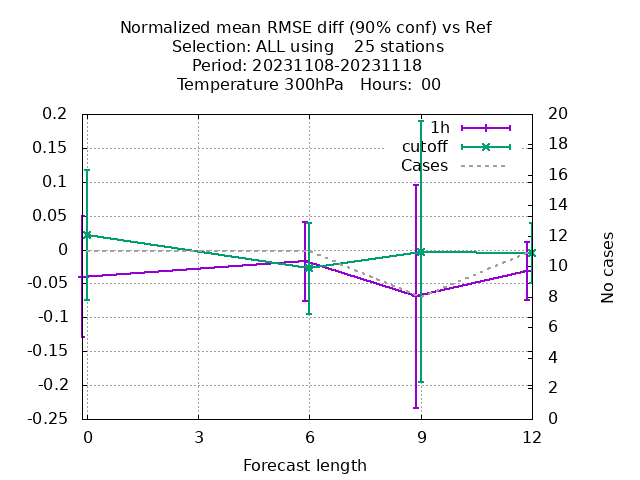 Normalized mean RMSE diff (90% conf) vs Ref
Selection: ALL using    25 stations
Period: 20231108-20231118
Temperature 300hPa   Hours:  00
1h
cutoff
Cases
0.2
0.15
0.1
0.05
0
-0.05
-0.1
-0.15
-0.2
-0.25
20
18
16
14
12
10
8
6
4
2
0
No cases
0 3 6 9 12
Forecast length